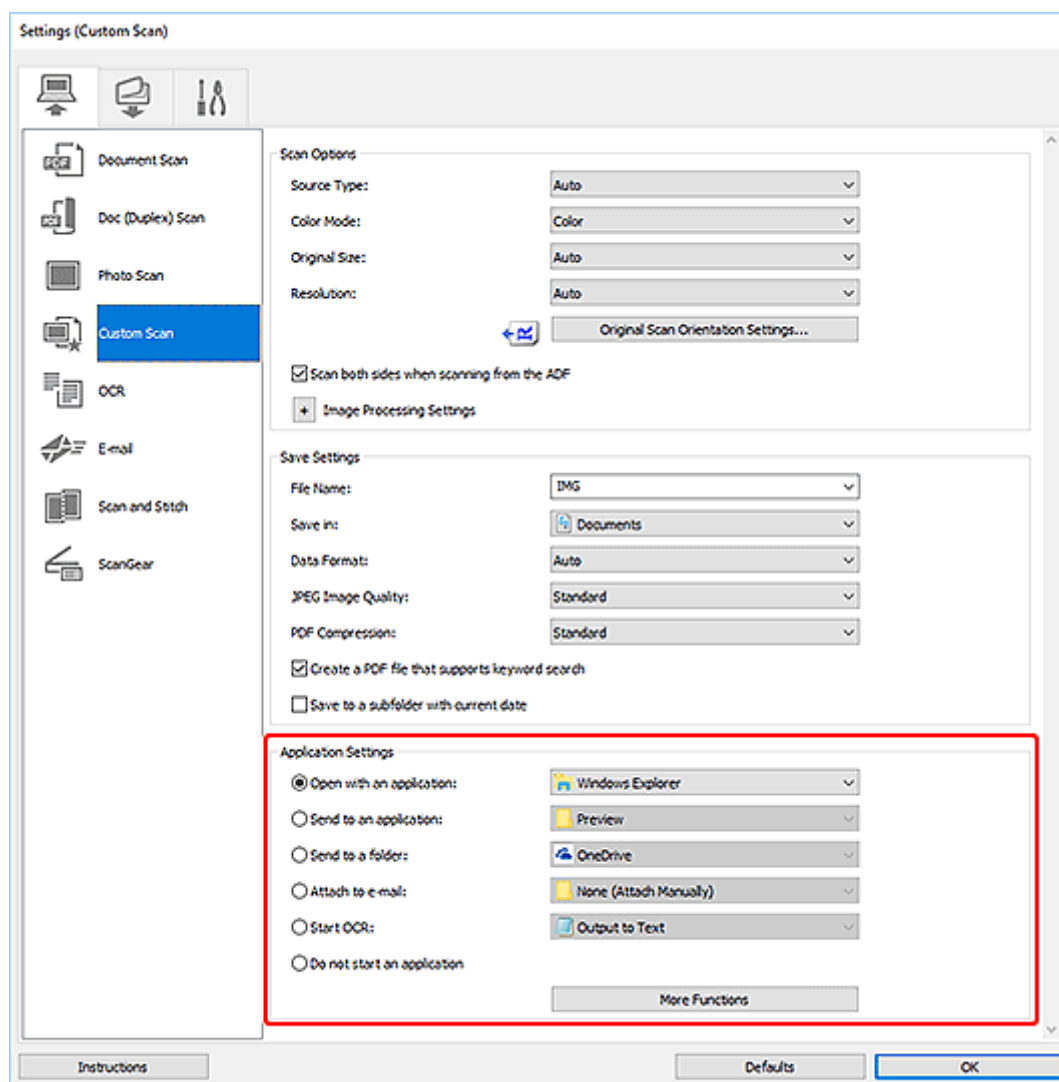 Settings (Custom Scan)
Document Scan
Doc (Duplex) Scan
Photo Scan
Custom Scan
OCR
E-mail
Scan and Stitch
ScanGear
Scan Options
Source Type: Auto
Color Mode: Color
Original Size: Auto
Resolution: Auto
Original Scan Orientation Settings...
Scan both sides when scanning from the ADF
+ Image Processing Settings
Save Settings
File Name: IMG
Save in: Documents
Data Format: Auto
JPEG Image Quality: Standard
PDF Compression: Standard
Create a PDF file that supports keyword search
Save to a subfolder with current date
Application Settings
Open with an application: Windows Explorer
Send to an application: Preview
Send to a folder: OneDrive
Attach to e-mail: None (Attach Manually)
Start OCR: Output to Text
Do not start an application
More Functions
Instructions Defaults OK